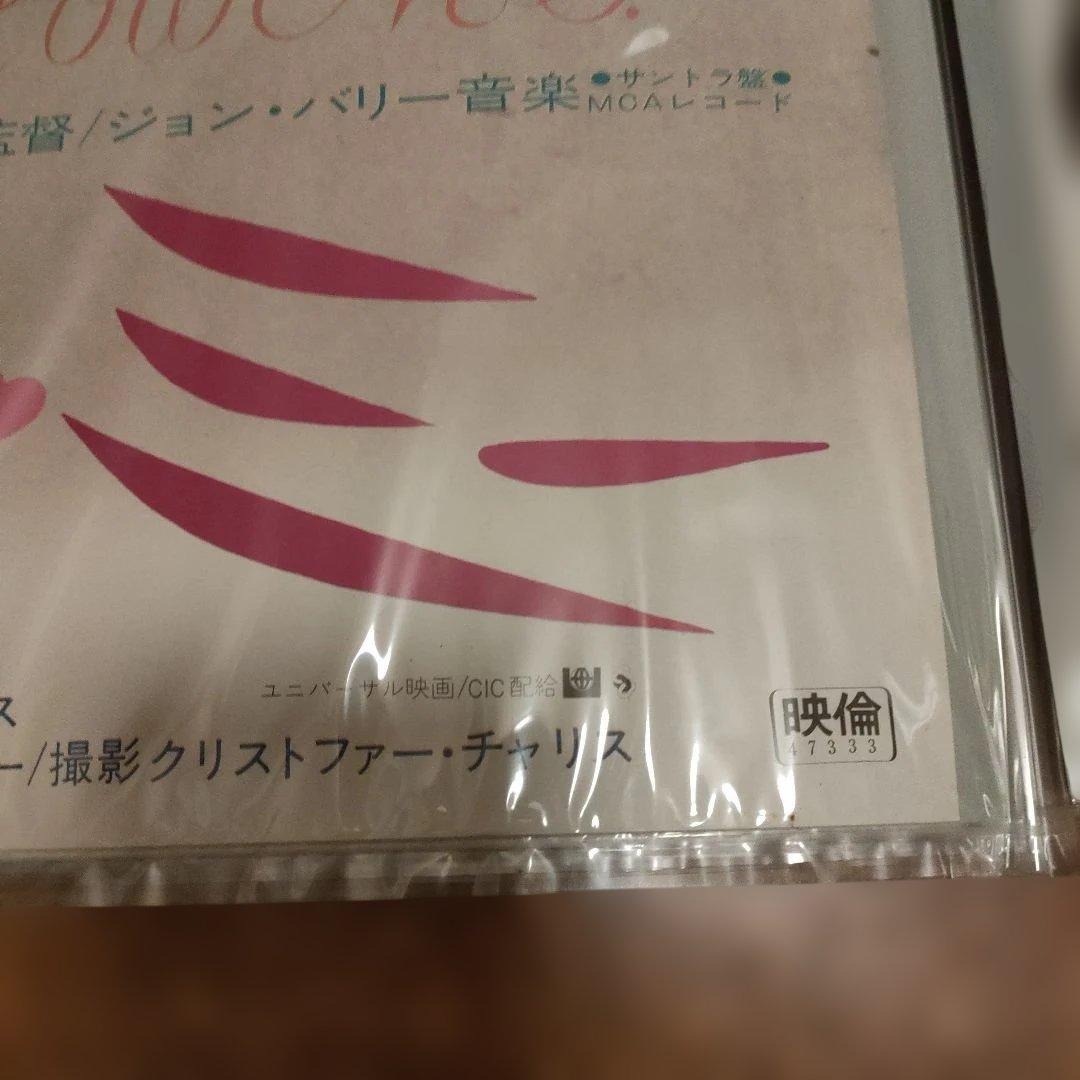 監督/ジョン・バリー音楽
●サントラ盤●
MCAレコード
ミー
ユニバーサル映画/CIC配給
ス
ー/撮影クリストファー・チャリス
映倫
47333